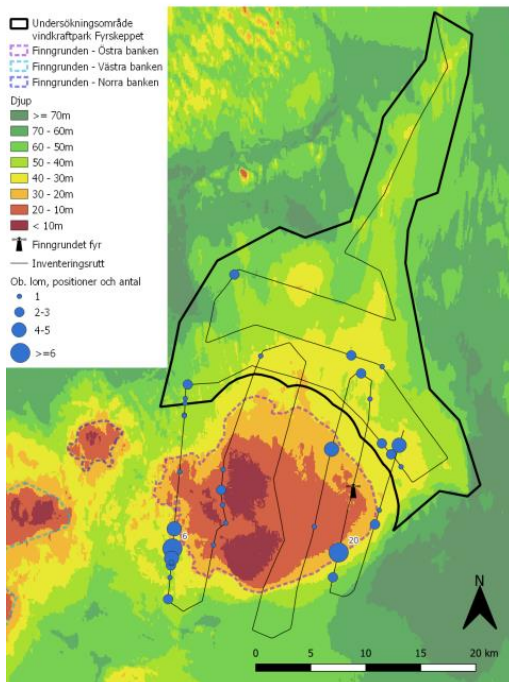 Undersökningsområde
vindkraftpark Fyrskeppet
Finngrunden - Östra banken
Finngrunden - Västra banken
Finngrunden - Norra banken
Djup
>= 70m
70 - 60m
60 - 50m
50 - 40m
40 - 30m
30 - 20m
20 - 10m
< 10m
Finngrundet fyr
Inventeringsrutt
Ob. lom, positioner och antal
1
2-3
4-5
>=6
6
20
N
0 5 10 15 20 km